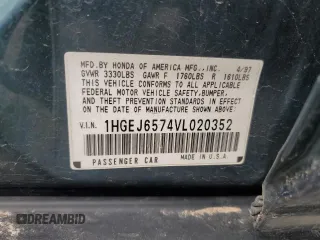 MFD. BY HONDA OF AMERICA MFG.,INC. 4/97
GVWR 3330LBS GAWR F 1760LBS R 1610LBS
THIS VEHICLE CONFORMS TO ALL APPLICABLE
FEDERAL MOTOR VEHICLE SAFETY,BUMPER,
AND THEFT PREVENTION STANDARDS IN EFFECT
ON THE DATE OF MANUFACTURE SHOWN ABOVE.
V.I.N. 1HGEJ6574VL020352
PASSENGER CAR U.S.A.
DREAMBID